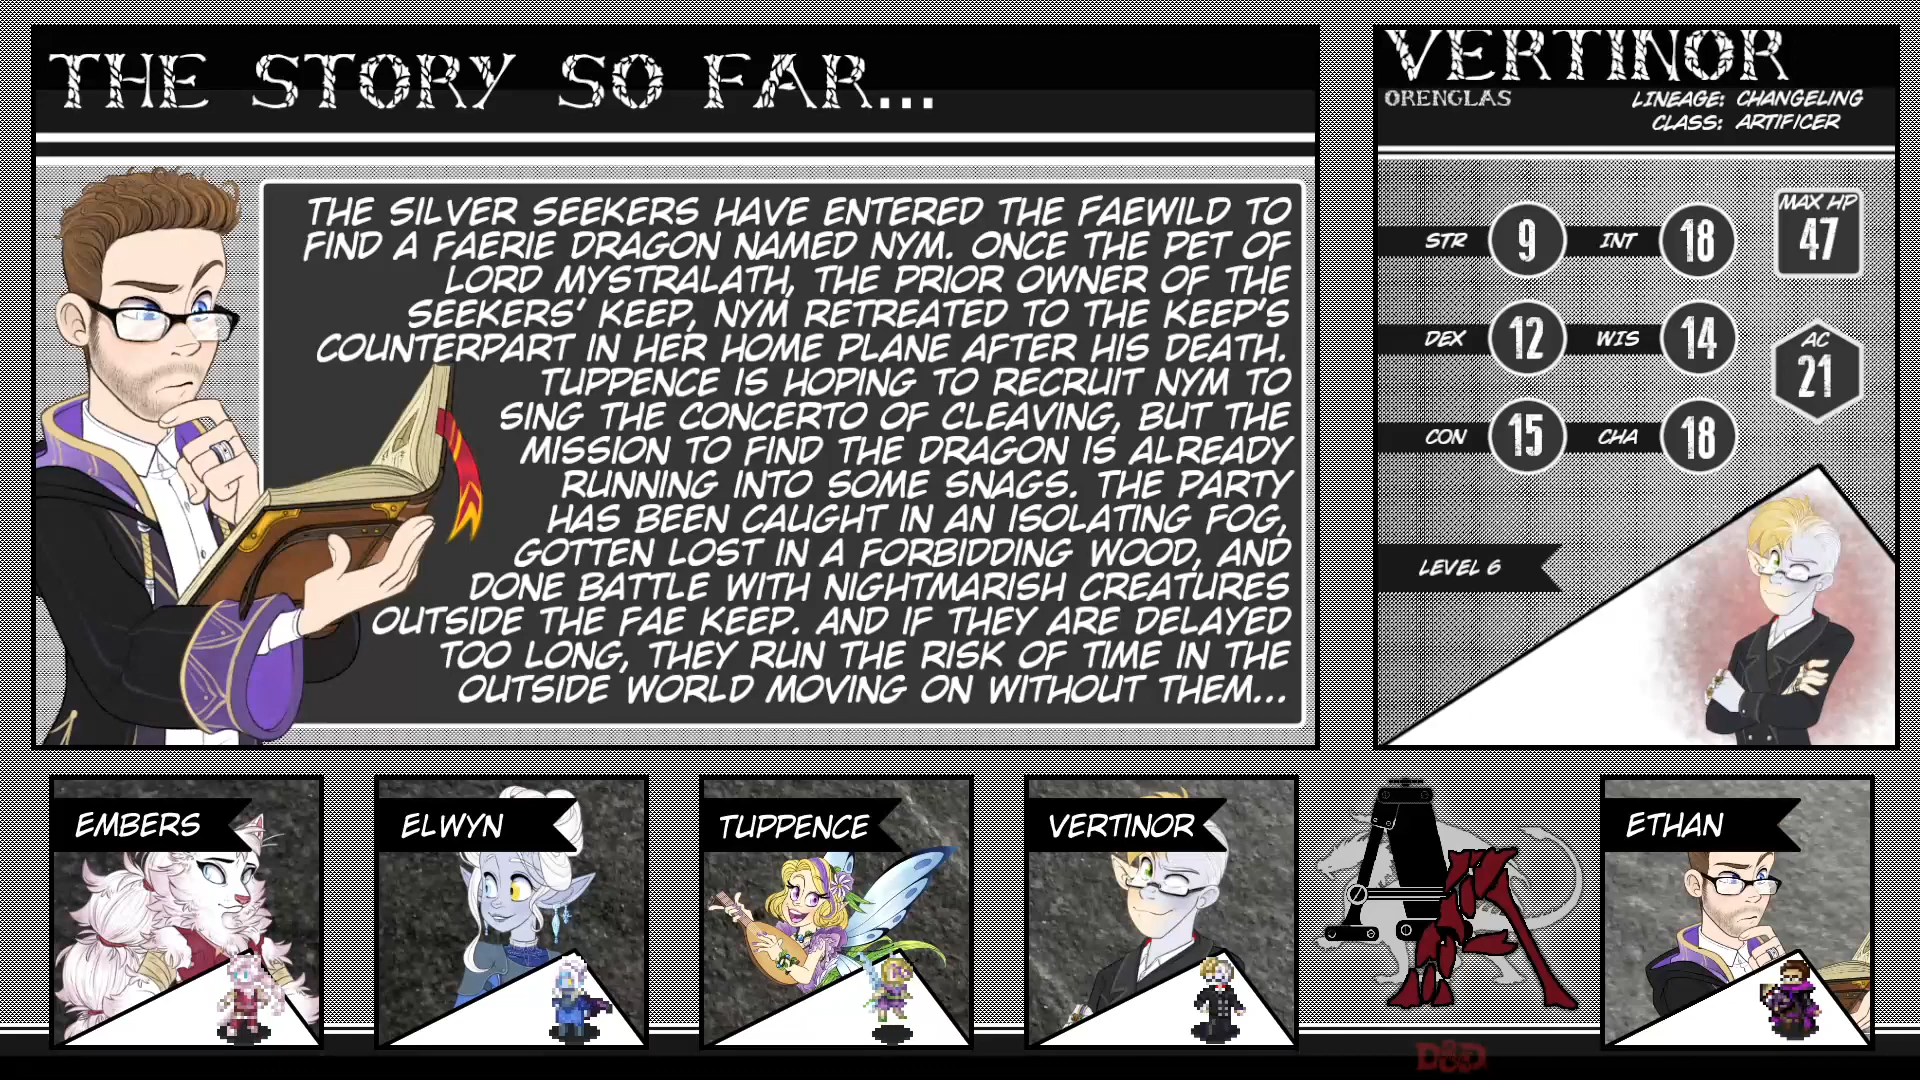 THE STORY SO FAR...
THE SILVER SEEKERS HAVE ENTERED THE FAEWILD TO
FIND A FAERIE DRAGON NAMED NYM. ONCE THE PET OF
LORD MYSTRALATH, THE PRIOR OWNER OF THE
SEEKERS' KEEP, NYM RETREATED TO THE KEEP'S
COUNTERPART IN HER HOME PLANE AFTER HIS DEATH.
TUPPENCE IS HOPING TO RECRUIT NYM TO
SING THE CONCERTO OF CLEAVING, BUT THE
MISSION TO FIND THE DRAGON IS ALREADY
RUNNING INTO SOME SNAGS. THE PARTY
HAS BEEN CAUGHT IN AN ISOLATING FOG,
GOTTEN LOST IN A FORBIDDING WOOD, AND
DONE BATTLE WITH NIGHTMARISH CREATURES
OUTSIDE THE FAE KEEP. AND IF THEY ARE DELAYED
TOO LONG, THEY RUN THE RISK OF TIME IN THE
OUTSIDE WORLD MOVING ON WITHOUT THEM...
VERTINOR
ORENGLAS
LINEAGE: CHANGELING
CLASS: ARTIFICER
STR 9 INT 18
MAX HP
47
DEX 12 WIS 14
AC
21
CON 15 CHA 18
LEVEL 6
EMBERS
ELWYN
TUPPENCE
VERTINOR
ETHAN